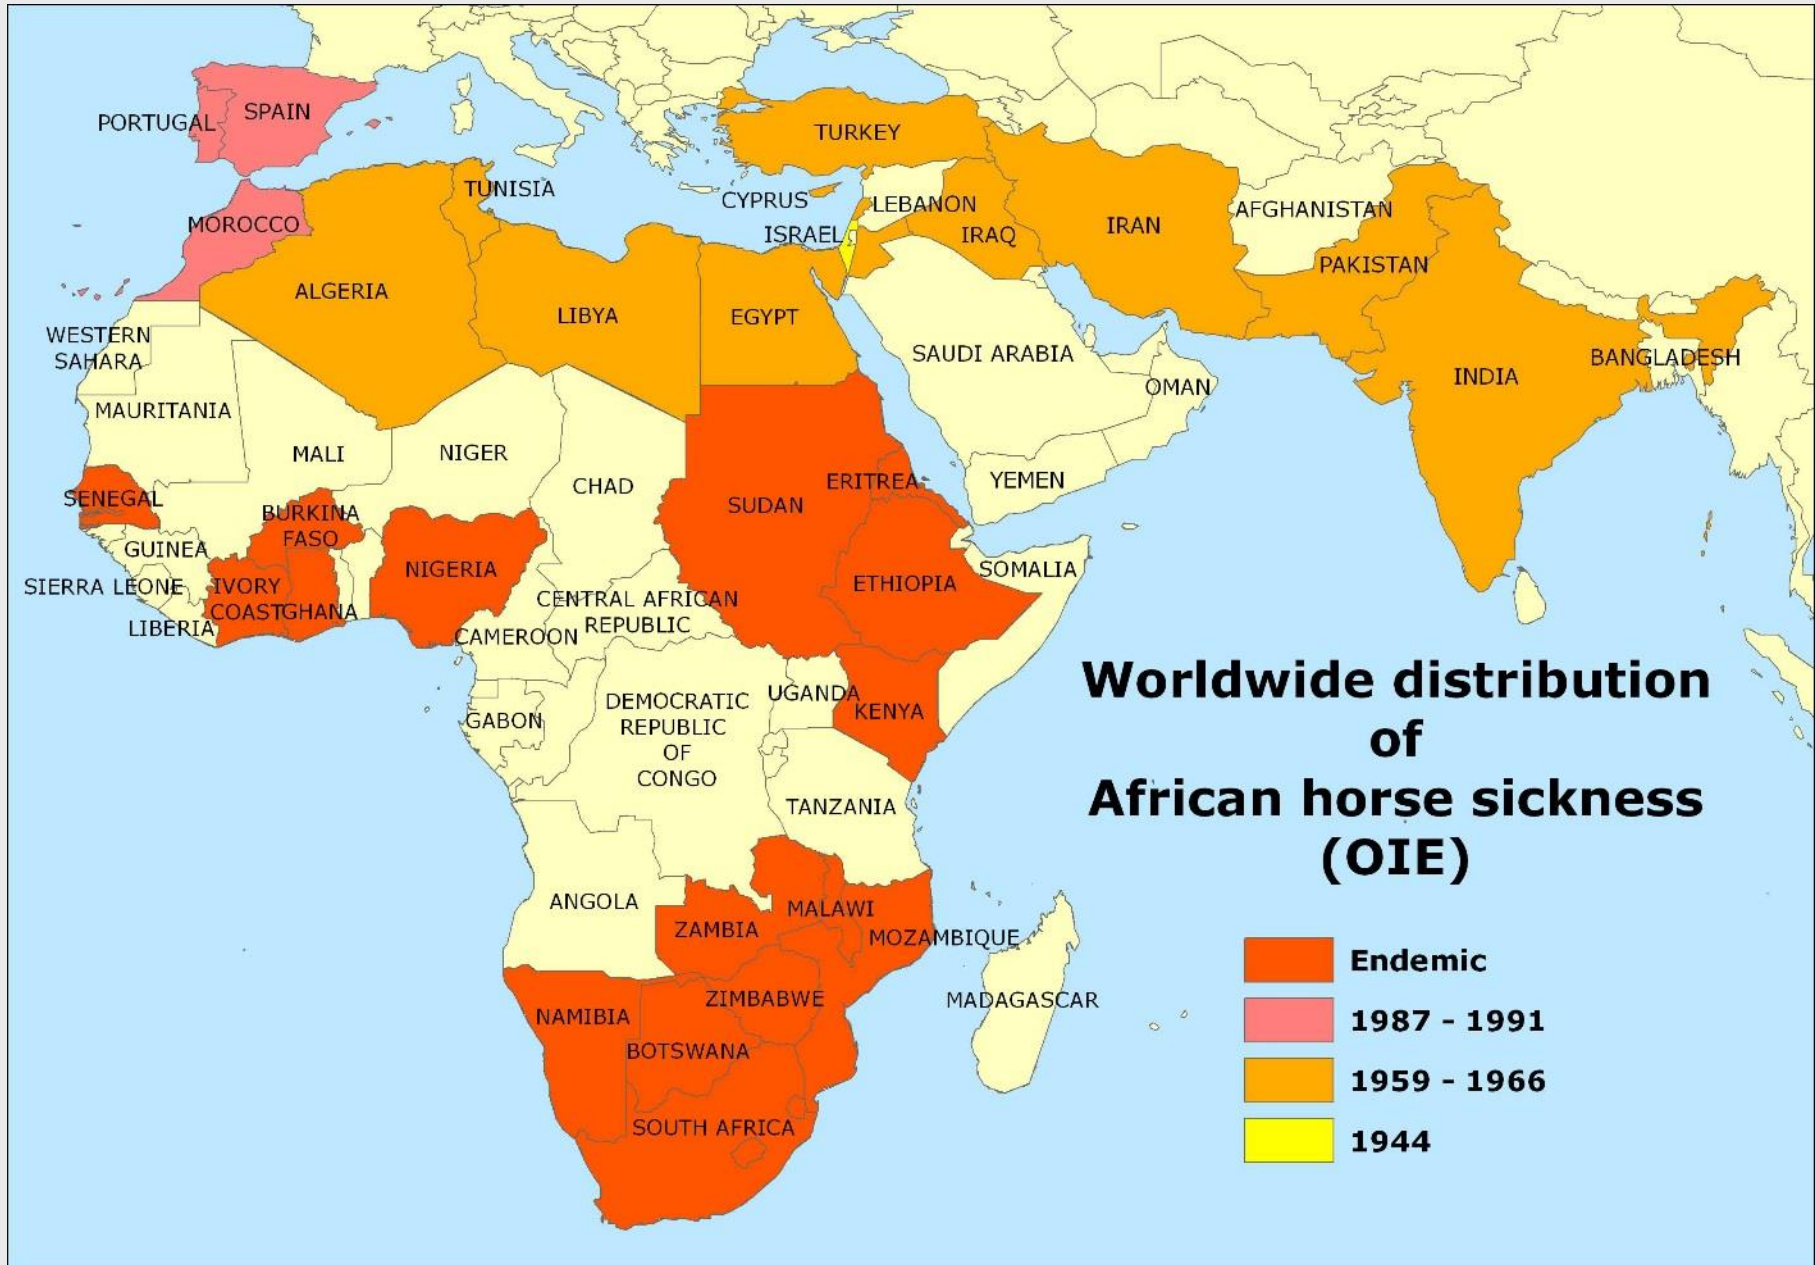 PORTUGAL
SPAIN
TURKEY
TUNISIA
CYPRUS
LEBANON
AFGHANISTAN
MOROCCO
ISRAEL
IRAQ
IRAN
PAKISTAN
ALGERIA
LIBYA
EGYPT
WESTERN
SAHARA
SAUDI ARABIA
BANGLADESH
OMAN
INDIA
MAURITANIA
MALI
NIGER
CHAD
ERITREA
YEMEN
SENEGAL
SUDAN
BURKINA
FASO
GUINEA
NIGERIA
SOMALIA
ETHIOPIA
SIERRA LEONE
IVORY
COAST
GHANA
CENTRAL AFRICAN
REPUBLIC
LIBERIA
CAMEROON
UGANDA
DEMOCRATIC
REPUBLIC
OF
CONGO
KENYA
GABON
TANZANIA
ANGOLA
MALAWI
ZAMBIA
MOZAMBIQUE
ZIMBABWE
MADAGASCAR
NAMIBIA
BOTSWANA
SOUTH AFRICA
Worldwide distribution
of
African horse sickness
(OIE)
Endemic
1987 - 1991
1959 - 1966
1944